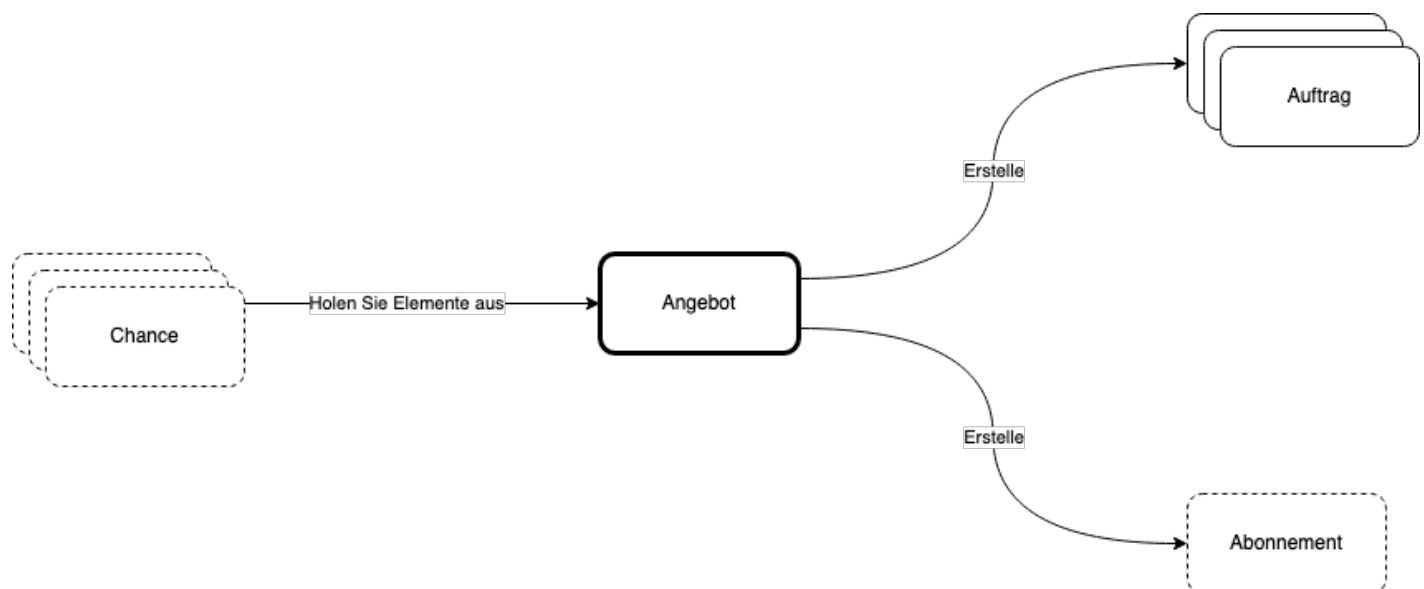 Auftrag
Erstelle
Chance
Holen Sie Elemente aus
Angebot
Erstelle
Abonnement